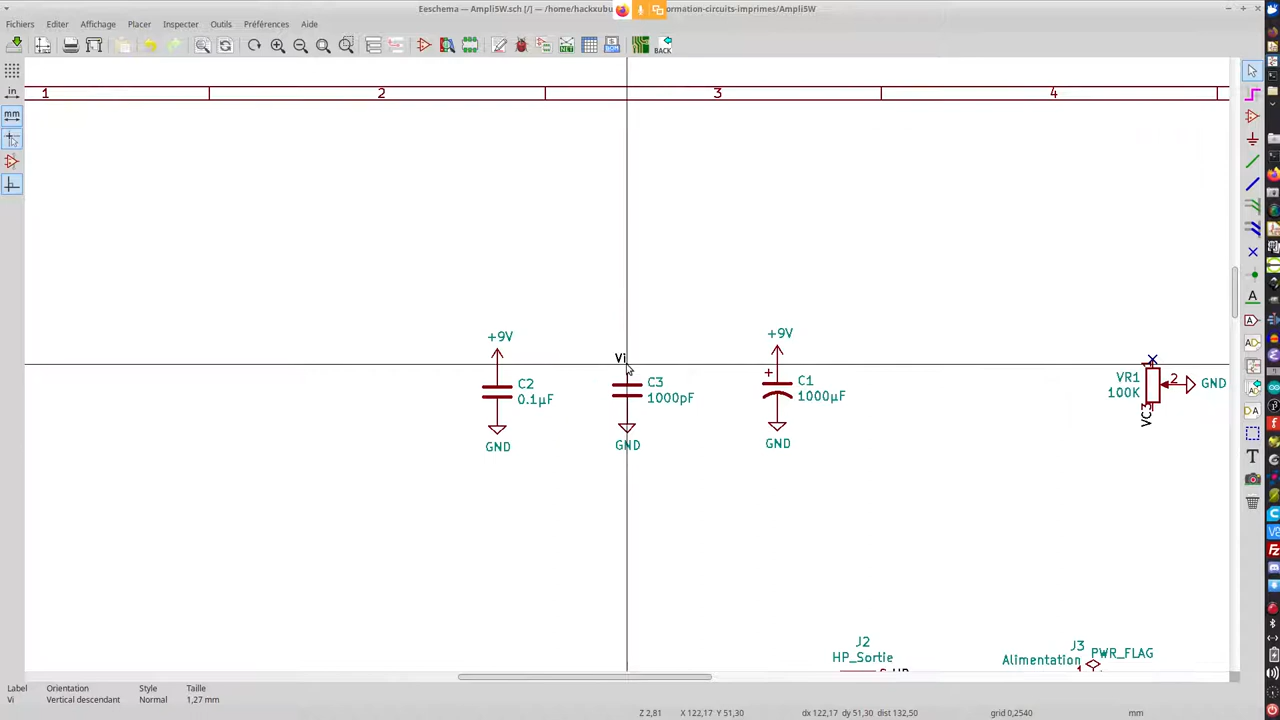 Eeschema — Ampli5W.sch [/] — /home/hackxubu
ormation-circuits-imprimes/Ampli5W
Fichiers Editer Affichage Placer Inspecter Outils Préférences Aide
BACK
in
mm
1 2 3 4
+9V
C2
0.1µF
GND
Vi
C3
1000pF
GND
+9V
+
C1
1000µF
GND
VR1
100K
1
2
GND
J2
HP_Sortie
J3
Alimentation
PWR_FLAG
1
A
A
T
Label Orientation Style Taille
Vi Vertical descendant Normal 1,27 mm
Z 2,81 X 122,17 Y 51,30 dx 122,17 dy 51,30 dist 132,50 grid 0,2540 mm